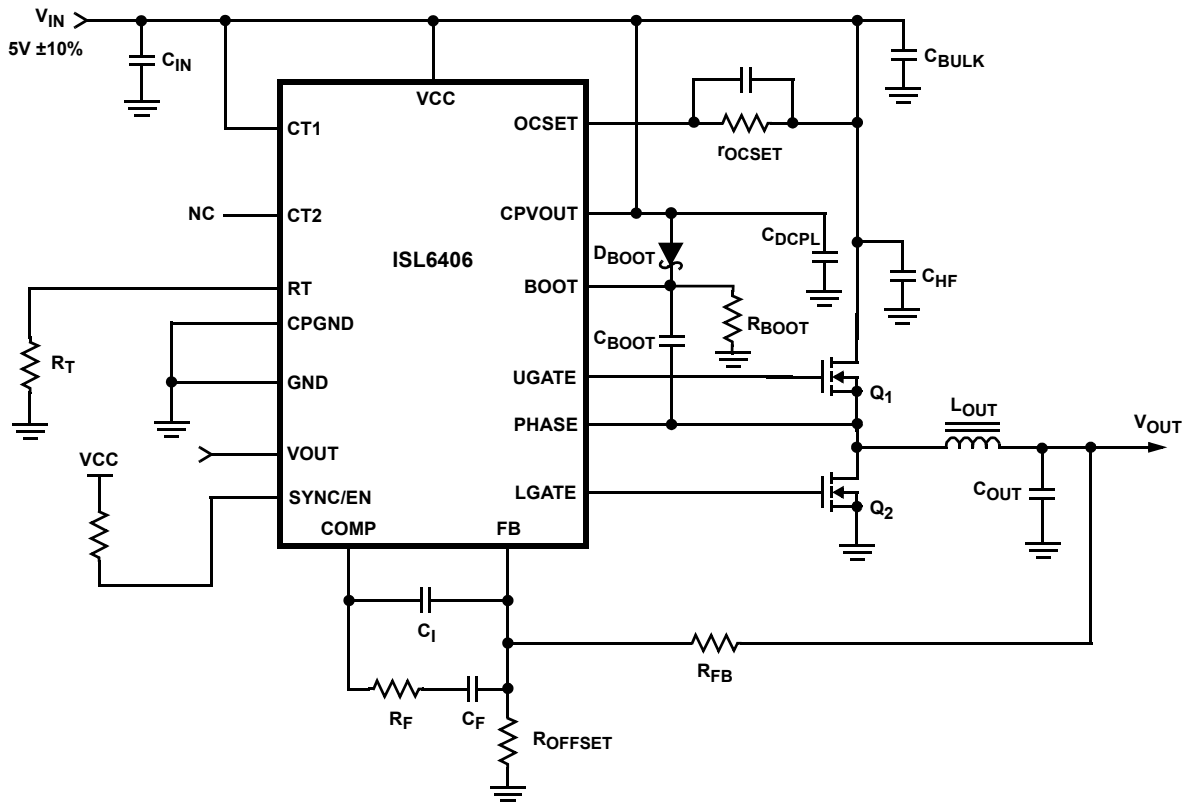 VIN
5V ±10%
CIN
CBULK
VCC
CT1
OCSET
rOCSET
NC
CT2
CPVOUT
DBOOT
CDCPL
ISL6406
RT
BOOT
RBOOT
CHF
CPGND
CBOOT
RT
GND
UGATE
Q1
PHASE
LOUT
VOUT
VCC
VOUT
SYNC/EN
LGATE
Q2
COUT
COMP
FB
CI
RFB
RF
CF
ROFFSET